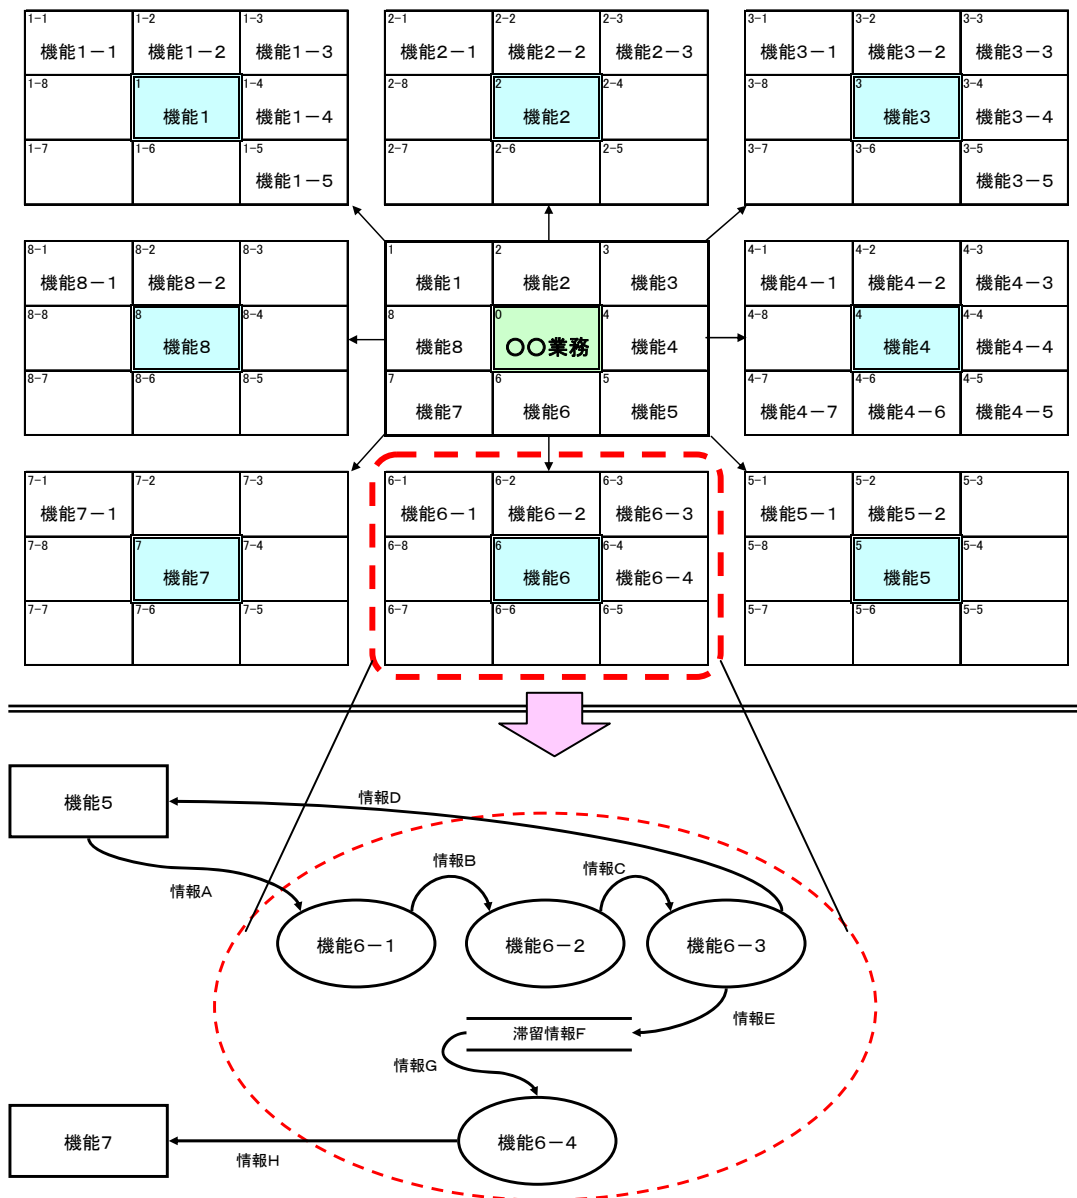 1-1 1-2 1-3
機能1-1 機能1-2 機能1-3
1-8 1 1-4
機能1 機能1-4
1-7 1-6 1-5
機能1-5
2-1 2-2 2-3
機能2-1 機能2-2 機能2-3
2-8 2 2-4
機能2
2-7 2-6 2-5
3-1 3-2 3-3
機能3-1 機能3-2 機能3-3
3-8 3 3-4
機能3 機能3-4
3-7 3-6 3-5
機能3-5
8-1 8-2 8-3
機能8-1 機能8-2
8-8 8 8-4
機能8
8-7 8-6 8-5
1 2 3
機能1 機能2 機能3
8 0 4
機能8 〇〇業務 機能4
7 6 5
機能7 機能6 機能5
4-1 4-2 4-3
機能4-1 機能4-2 機能4-3
4-8 4 4-4
機能4 機能4-4
4-7 4-6 4-5
機能4-7 機能4-6 機能4-5
7-1 7-2 7-3
機能7-1
7-8 7 7-4
機能7
7-7 7-6 7-5
6-1 6-2 6-3
機能6-1 機能6-2 機能6-3
6-8 6 6-4
機能6 機能6-4
6-7 6-6 6-5
5-1 5-2 5-3
機能5-1 機能5-2
5-8 5 5-4
機能5
5-7 5-6 5-5
機能5
情報D
情報A
情報B
情報C
機能6-1
機能6-2
機能6-3
情報E
滞留情報F
情報G
機能7
機能6-4
情報H